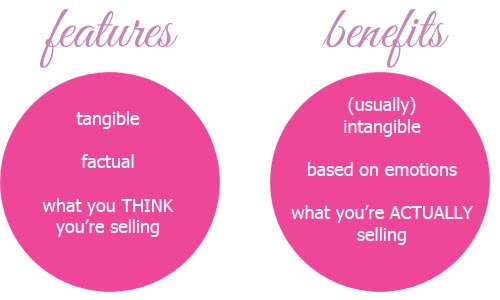 features
tangible
factual
what you THINK
you're selling
benefits
(usually)
intangible
based on emotions
what you're ACTUALLY
selling